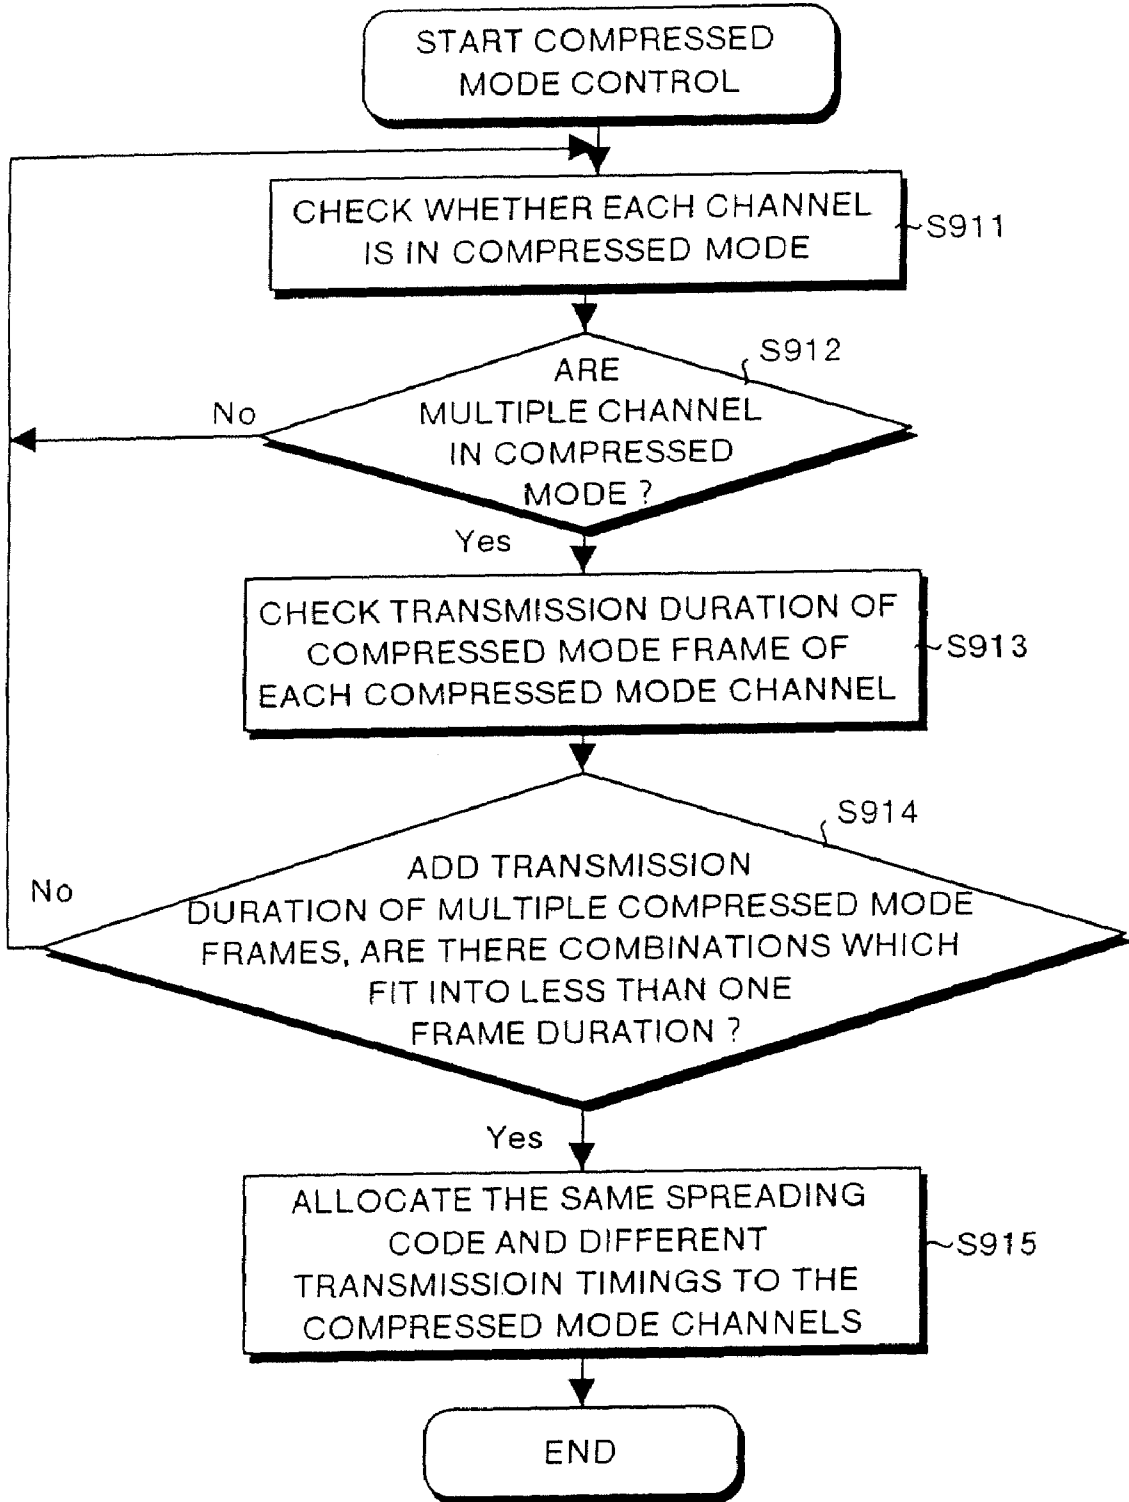 START COMPRESSED
MODE CONTROL
CHECK WHETHER EACH CHANNEL
IS IN COMPRESSED MODE
S911
S912
ARE
MULTIPLE CHANNEL
IN COMPRESSED
MODE ?
No
Yes
CHECK TRANSMISSION DURATION OF
COMPRESSED MODE FRAME OF
EACH COMPRESSED MODE CHANNEL
S913
S914
ADD TRANSMISSION
DURATION OF MULTIPLE COMPRESSED MODE
FRAMES, ARE THERE COMBINATIONS WHICH
FIT INTO LESS THAN ONE
FRAME DURATION ?
No
Yes
ALLOCATE THE SAME SPREADING
CODE AND DIFFERENT
TRANSMISSIOIN TIMINGS TO THE
COMPRESSED MODE CHANNELS
S915
END